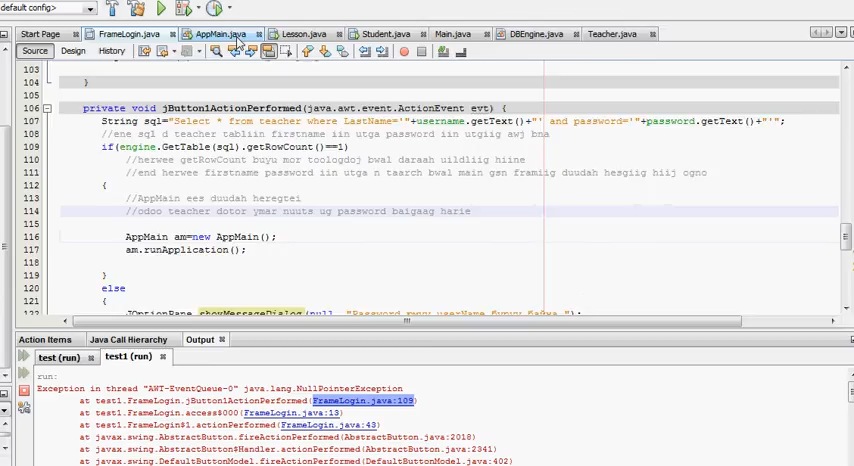 default config>
Start Page
FrameLogin.java
AppMain.java
Lesson.java
Student.java
Main.java
DBEngine.java
Teacher.java
Source Design History
103
104 }
105
106 private void jButton1ActionPerformed(java.awt.event.ActionEvent evt) {
107 String sql="Select * from teacher where LastName='"+username.getText()+"' and password='"+password.getText()+"'";
108 //ene sql d teacher tabliin firstname iin utga password iin utgiig awj bna
109 if(engine.GetTable(sql).getRowCount()==1)
110 //herwee getRowCount buyu mor toologdoj bwal daraah uildliig hiine
111 //end herwee firstname password iin utga n taarch bwal main gsn framiig duudah hesgiig hiij ogno
112 {
113 //AppMain ees duudah heregtei
114 //odoo teacher dotor ymar nuuts ug password baigaag harie
115
116 AppMain am=new AppMain();
117 am.runApplication();
118
119 }
120 else
121 {
Action Items Java Call Hierarchy Output
test (run) test1 (run)
run:
Exception in thread "AWT-EventQueue-0" java.lang.NullPointerException
at test1.FrameLogin.jButton1ActionPerformed(FrameLogin.java:109)
at test1.FrameLogin.access$000(FrameLogin.java:13)
at test1.FrameLogin$1.actionPerformed(FrameLogin.java:43)
at javax.swing.AbstractButton.fireActionPerformed(AbstractButton.java:2018)
at javax.swing.AbstractButton$Handler.actionPerformed(AbstractButton.java:2341)
at javax.swing.DefaultButtonModel.fireActionPerformed(DefaultButtonModel.java:402)